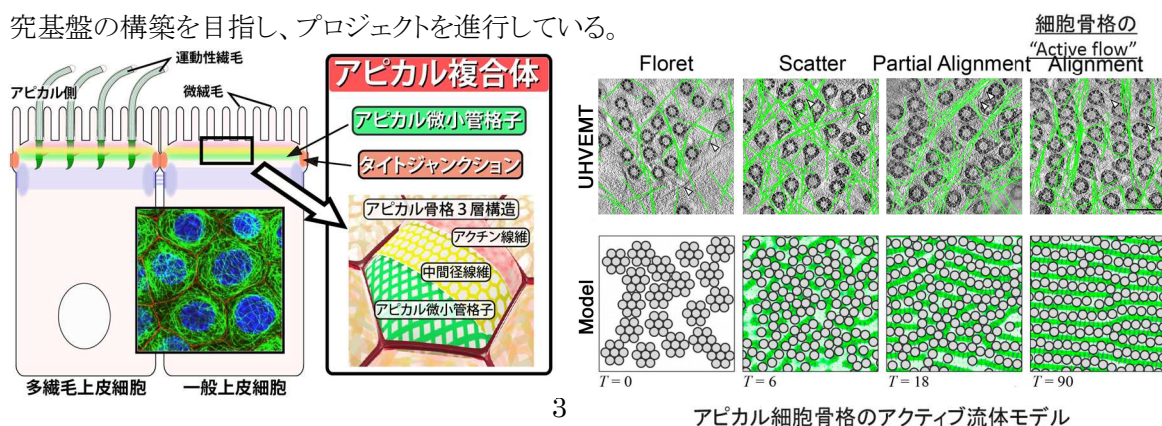 究基盤の構築を目指し、プロジェクトを進行している。
運動性繊毛
アピカル側
微絨毛
多繊毛上皮細胞
一般上皮細胞
アピカル複合体
アピカル微小管格子
タイトジャンクション
アピカル骨格3層構造
アクチン線維
中間径線維
アピカル微小管格子
細胞骨格の
"Active flow"
Floret
Scatter
Partial Alignment
Alignment
UHVEMT
Model
T = 0
T = 6
T = 18
T = 90
アピカル細胞骨格のアクティブ流体モデル
3